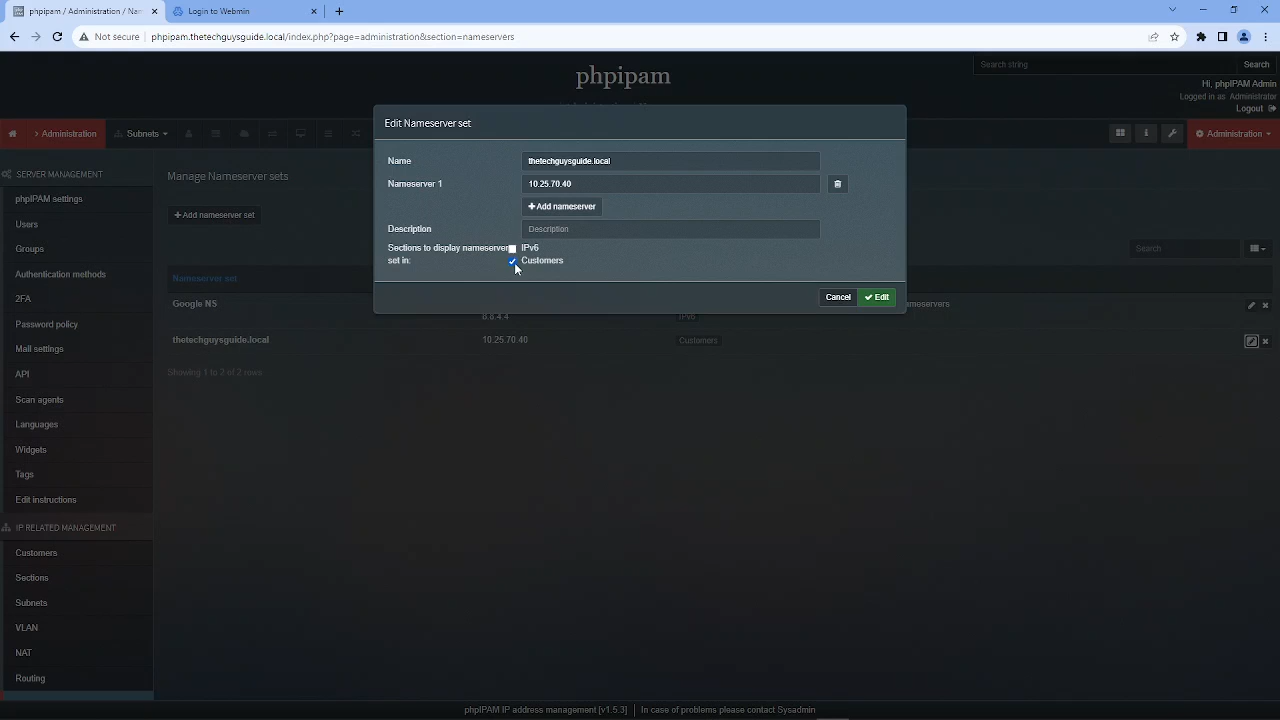 phpipam / Administration / Nar
Login to Webmin
Not secure
phpipam.thetechguysguide.local/index.php?page=administration&section=nameservers
phpipam
Search string
Search
Hi, phpIPAM Admin
Logged in as Administrator
Logout
> Administration
Subnets
Administration
SERVER MANAGEMENT
phpIPAM settings
Users
Groups
Authentication methods
2FA
Password policy
Mail settings
API
Scan agents
Languages
Widgets
Tags
Edit instructions
IP RELATED MANAGEMENT
Customers
Sections
Subnets
VLAN
NAT
Routing
Manage Nameserver sets
+ Add nameserver set
Search
Nameserver set
Google NS
8.8.4.4
IPv6
meservers
thetechguysguide.local
10.25.70.40
Customers
Showing 1 to 2 of 2 rows
Edit Nameserver set
Name
thetechguysguide.local
Nameserver 1
10.25.70.40
+ Add nameserver
Description
Description
Sections to display nameserver
set in:
IPv6
Customers
Cancel
Edit
phpIPAM IP address management [v1.5.3]
In case of problems please contact Sysadmin